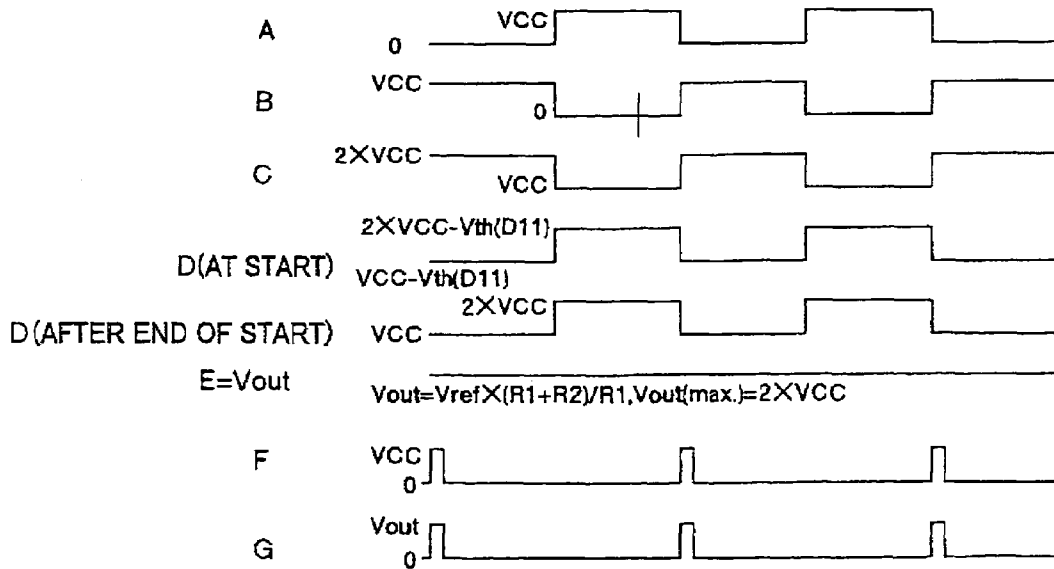 A
VCC
0
B
VCC
0
C
2×VCC
VCC
D(AT START)
2×VCC-Vth(D11)
VCC-Vth(D11)
D(AFTER END OF START)
2×VCC
VCC
E=Vout
Vout=Vref×(R1+R2)/R1,Vout(max.)=2×VCC
F
VCC
0
G
Vout
0